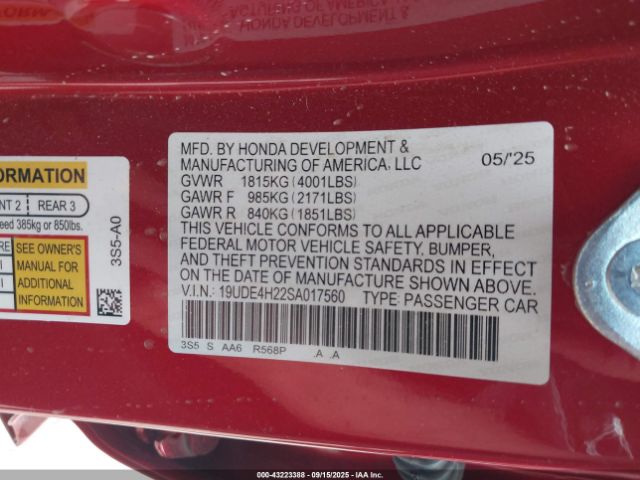 MFD. BY HONDA DEVELOPMENT &
MANUFACTURING OF AMERICA, LLC 05/'25
GVWR 1815KG (4001LBS)
GAWR F 985KG (2171LBS)
GAWR R 840KG (1851LBS)
THIS VEHICLE CONFORMS TO ALL APPLICABLE
FEDERAL MOTOR VEHICLE SAFETY, BUMPER,
AND THEFT PREVENTION STANDARDS IN EFFECT
ON THE DATE OF MANUFACTURE SHOWN ABOVE.
V.I.N.: 19UDE4H22SA017560 TYPE: PASSENGER CAR
3S5 S AA6 R568P .A .A
FORMATION
NT 2 REAR 3
eed 385kg or 850lbs.
RE SEE OWNER'S
MANUAL FOR
ADDITIONAL
INFORMATION
3S5-A0
000-43223388 - 09/15/2025 - IAA Inc.